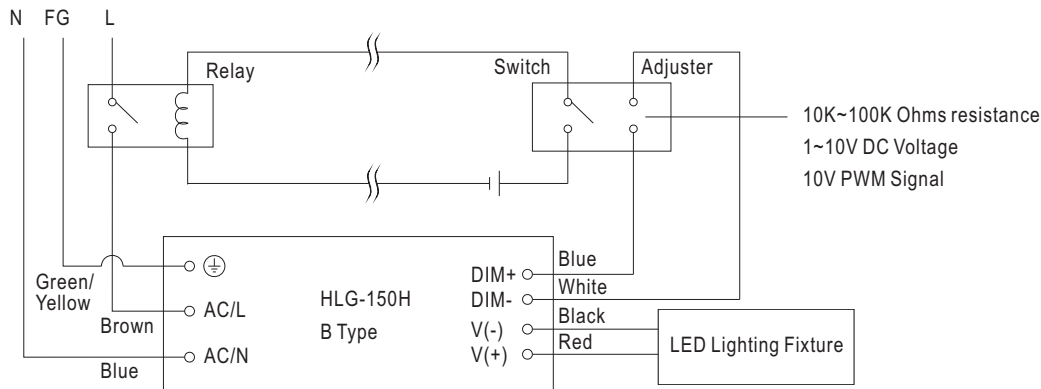 N FG L
Relay
Switch
Adjuster
10K~100K Ohms resistance
1~10V DC Voltage
10V PWM Signal
Green/
Yellow
Brown
Blue
AC/L
AC/N
HLG-150H
B Type
DIM+
DIM-
V(-)
V(+)
Blue
White
Black
Red
LED Lighting Fixture